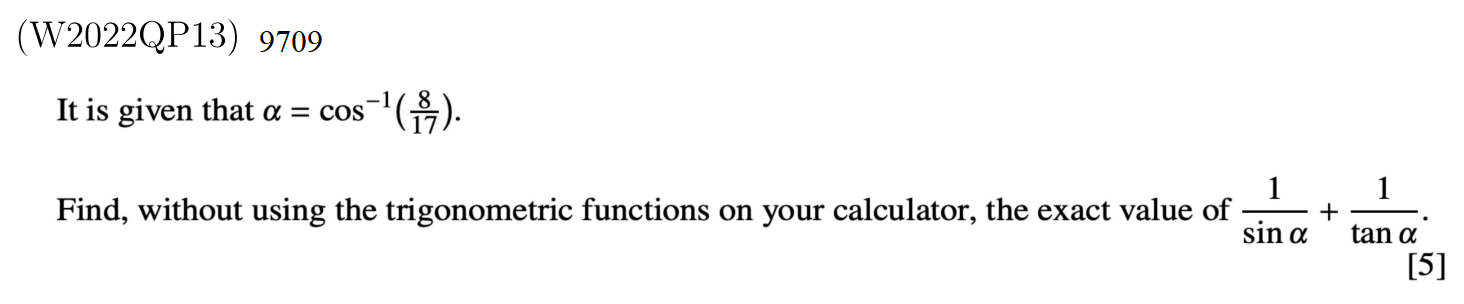 (W2022QP13) 9709
It is given that α = cos⁻¹(8/17).
Find, without using the trigonometric functions on your calculator, the exact value of 1/sin α + 1/tan α.
[5]